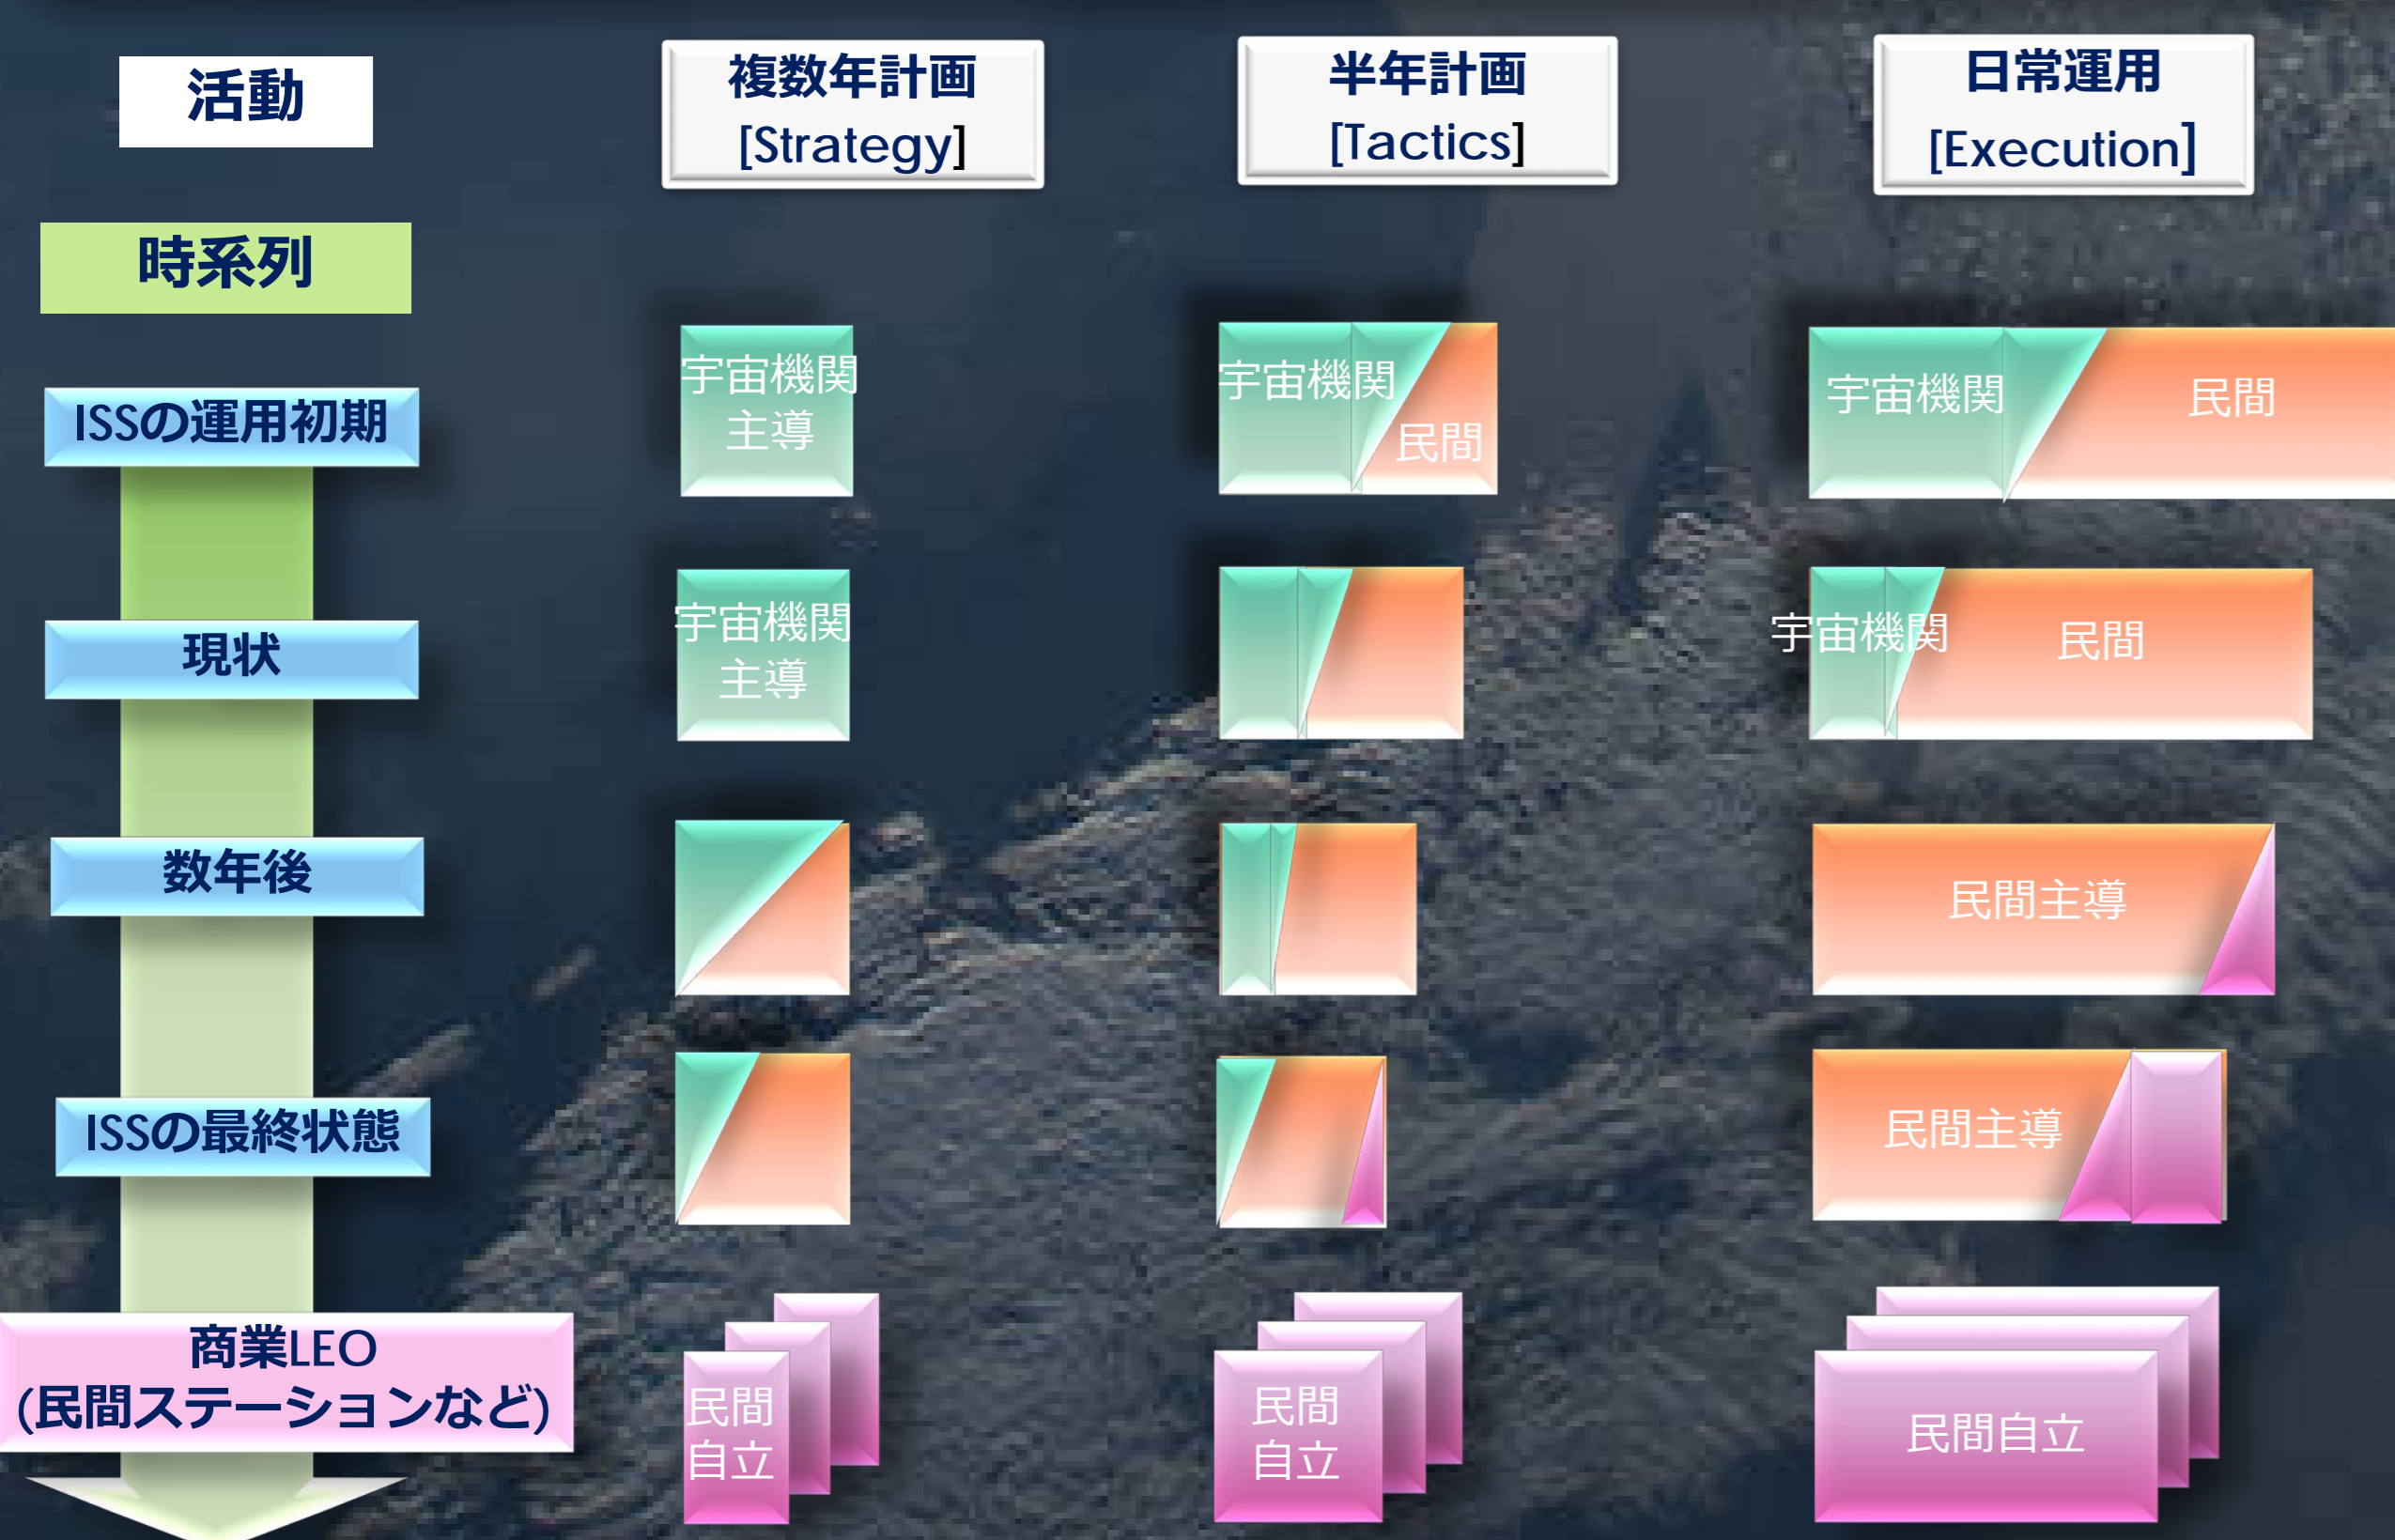 活動
複数年計画
[Strategy]
半年計画
[Tactics]
日常運用
[Execution]
時系列
ISSの運用初期
宇宙機関
主導
宇宙機関
民間
宇宙機関
民間
現状
宇宙機関
主導
宇宙機関
民間
数年後
民間主導
ISSの最終状態
民間主導
商業LEO
(民間ステーションなど)
民間
自立
民間
自立
民間自立